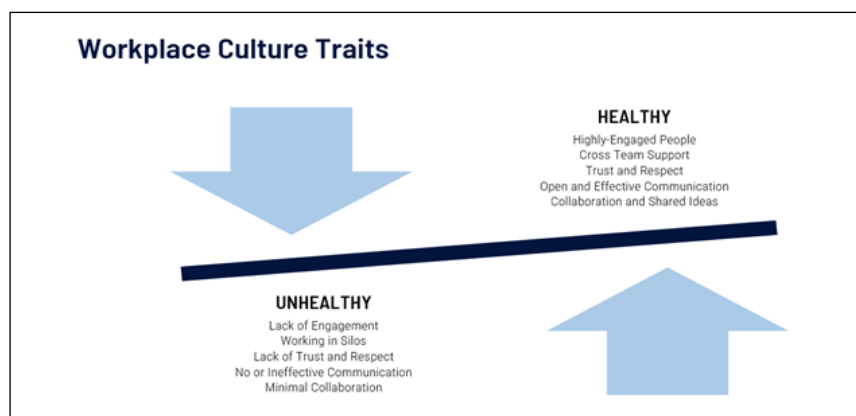 Workplace Culture Traits
HEALTHY
Highly-Engaged People
Cross Team Support
Trust and Respect
Open and Effective Communication
Collaboration and Shared Ideas
UNHEALTHY
Lack of Engagement
Working in Silos
Lack of Trust and Respect
No or Ineffective Communication
Minimal Collaboration